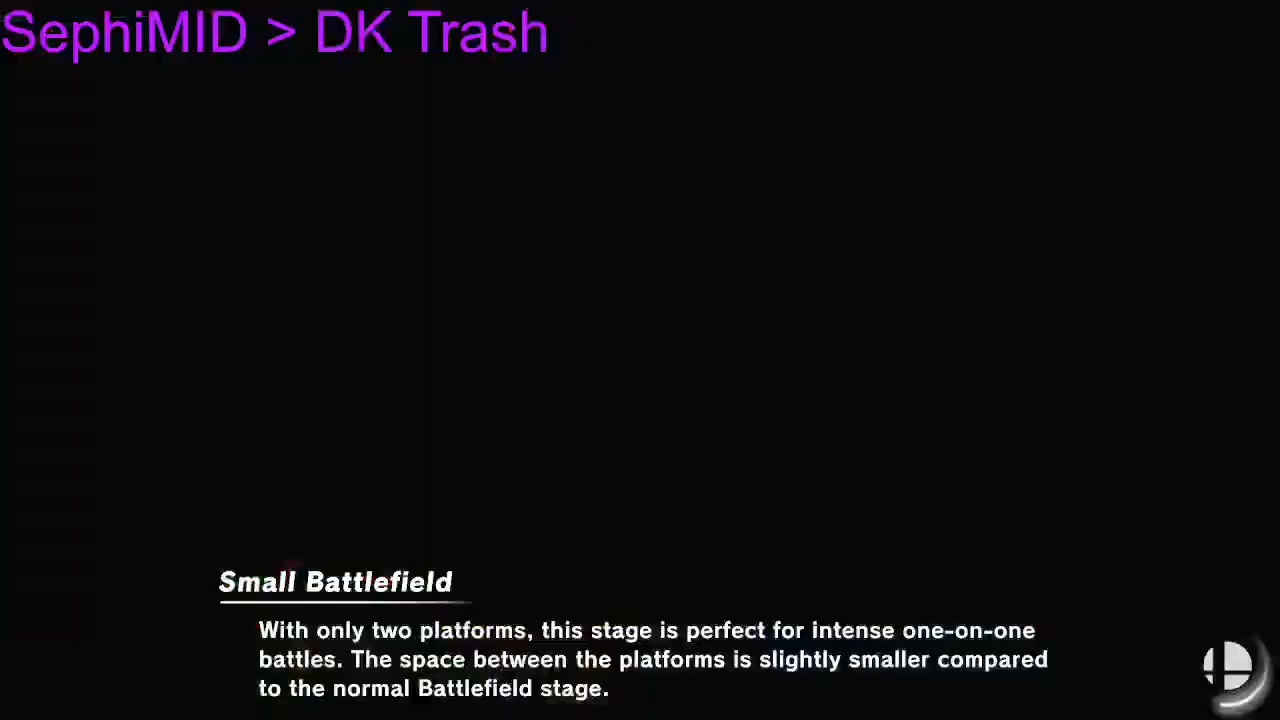 SephiMID > DK Trash
Small Battlefield
With only two platforms, this stage is perfect for intense one-on-one
battles. The space between the platforms is slightly smaller compared
to the normal Battlefield stage.